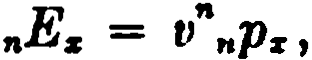 ₙEₓ = vⁿ ₙpₓ,